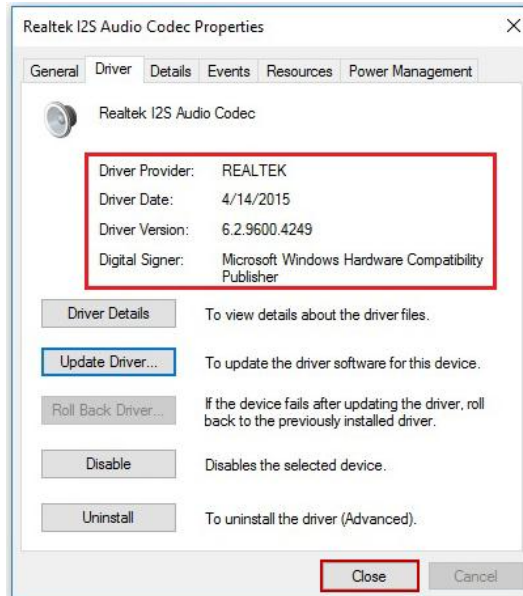 Realtek I2S Audio Codec Properties
General Driver Details Events Resources Power Management
Realtek I2S Audio Codec
Driver Provider: REALTEK
Driver Date: 4/14/2015
Driver Version: 6.2.9600.4249
Digital Signer: Microsoft Windows Hardware Compatibility
Publisher
Driver Details To view details about the driver files.
Update Driver... To update the driver software for this device.
Roll Back Driver... If the device fails after updating the driver, roll
back to the previously installed driver.
Disable Disables the selected device.
Uninstall To uninstall the driver (Advanced).
Close Cancel